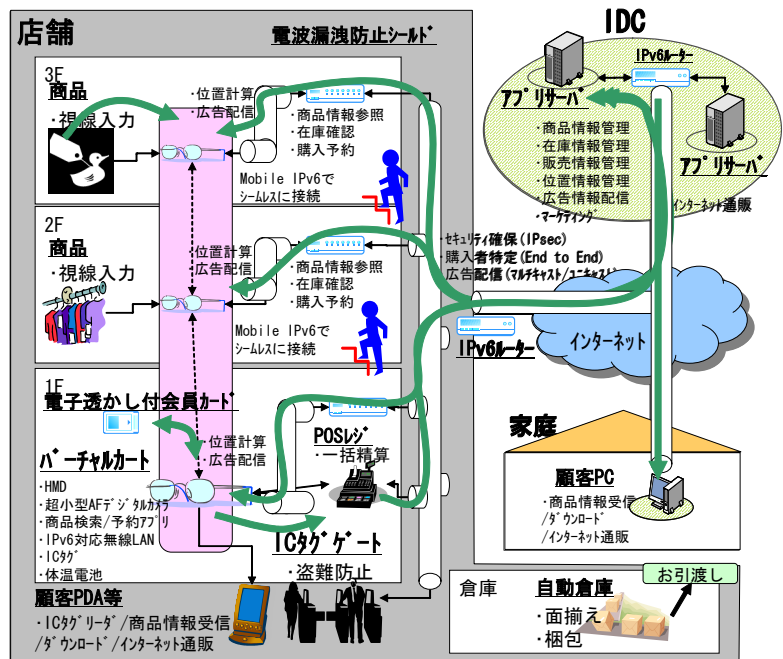 店舗
電波漏洩防止ｼｰﾙﾄﾞ
3F
商品
・視線入力
・位置計算
・広告配信
・商品情報参照
・在庫確認
・購入予約
Mobile IPv6で
ｼｰﾑﾚｽに接続
2F
商品
・視線入力
・位置計算
・広告配信
・商品情報参照
・在庫確認
・購入予約
Mobile IPv6で
ｼｰﾑﾚｽに接続
1F
電子透かし付会員ｶｰﾄﾞ
・位置計算
・広告配信
ﾊﾞｰﾁｬﾙカート
・HMD
・超小型AFﾃﾞｼﾞﾀﾙｶﾒﾗ
・商品検索/予約ｱﾌﾟﾘ
・IPv6対応無線LAN
・ICﾀｸﾞ
・体温電池
POSﾚｼﾞ
・一括精算
ICﾀｸﾞｹﾞｰﾄ
・盗難防止
顧客PDA等
・ICﾀｸﾞﾘｰﾀﾞ/商品情報受信
/ﾀﾞｳﾝﾛｰﾄﾞ/ｲﾝﾀｰﾈｯﾄ通販
IDC
IPv6ﾙｰﾀｰ
ｱﾌﾟﾘｻｰﾊﾞ
ｱﾌﾟﾘｻｰﾊﾞ
・商品情報管理
・在庫情報管理
・販売情報管理
・位置情報管理
・広告情報配信
・ﾏｰｹﾃｨﾝｸﾞ
ｲﾝﾀｰﾈｯﾄ通販
・ｾｷｭﾘﾃｨ確保(IPsec)
・購入者特定(End to End)
・広告配信(ﾏﾙﾁｷｬｽﾄ/ﾕﾆｷｬｽﾄ)
IPv6ﾙｰﾀｰ
ｲﾝﾀｰﾈｯﾄ
家庭
顧客PC
・商品情報受信
/ﾀﾞｳﾝﾛｰﾄﾞ
/ｲﾝﾀｰﾈｯﾄ通販
倉庫
自動倉庫
・面揃え
・梱包
お引渡し